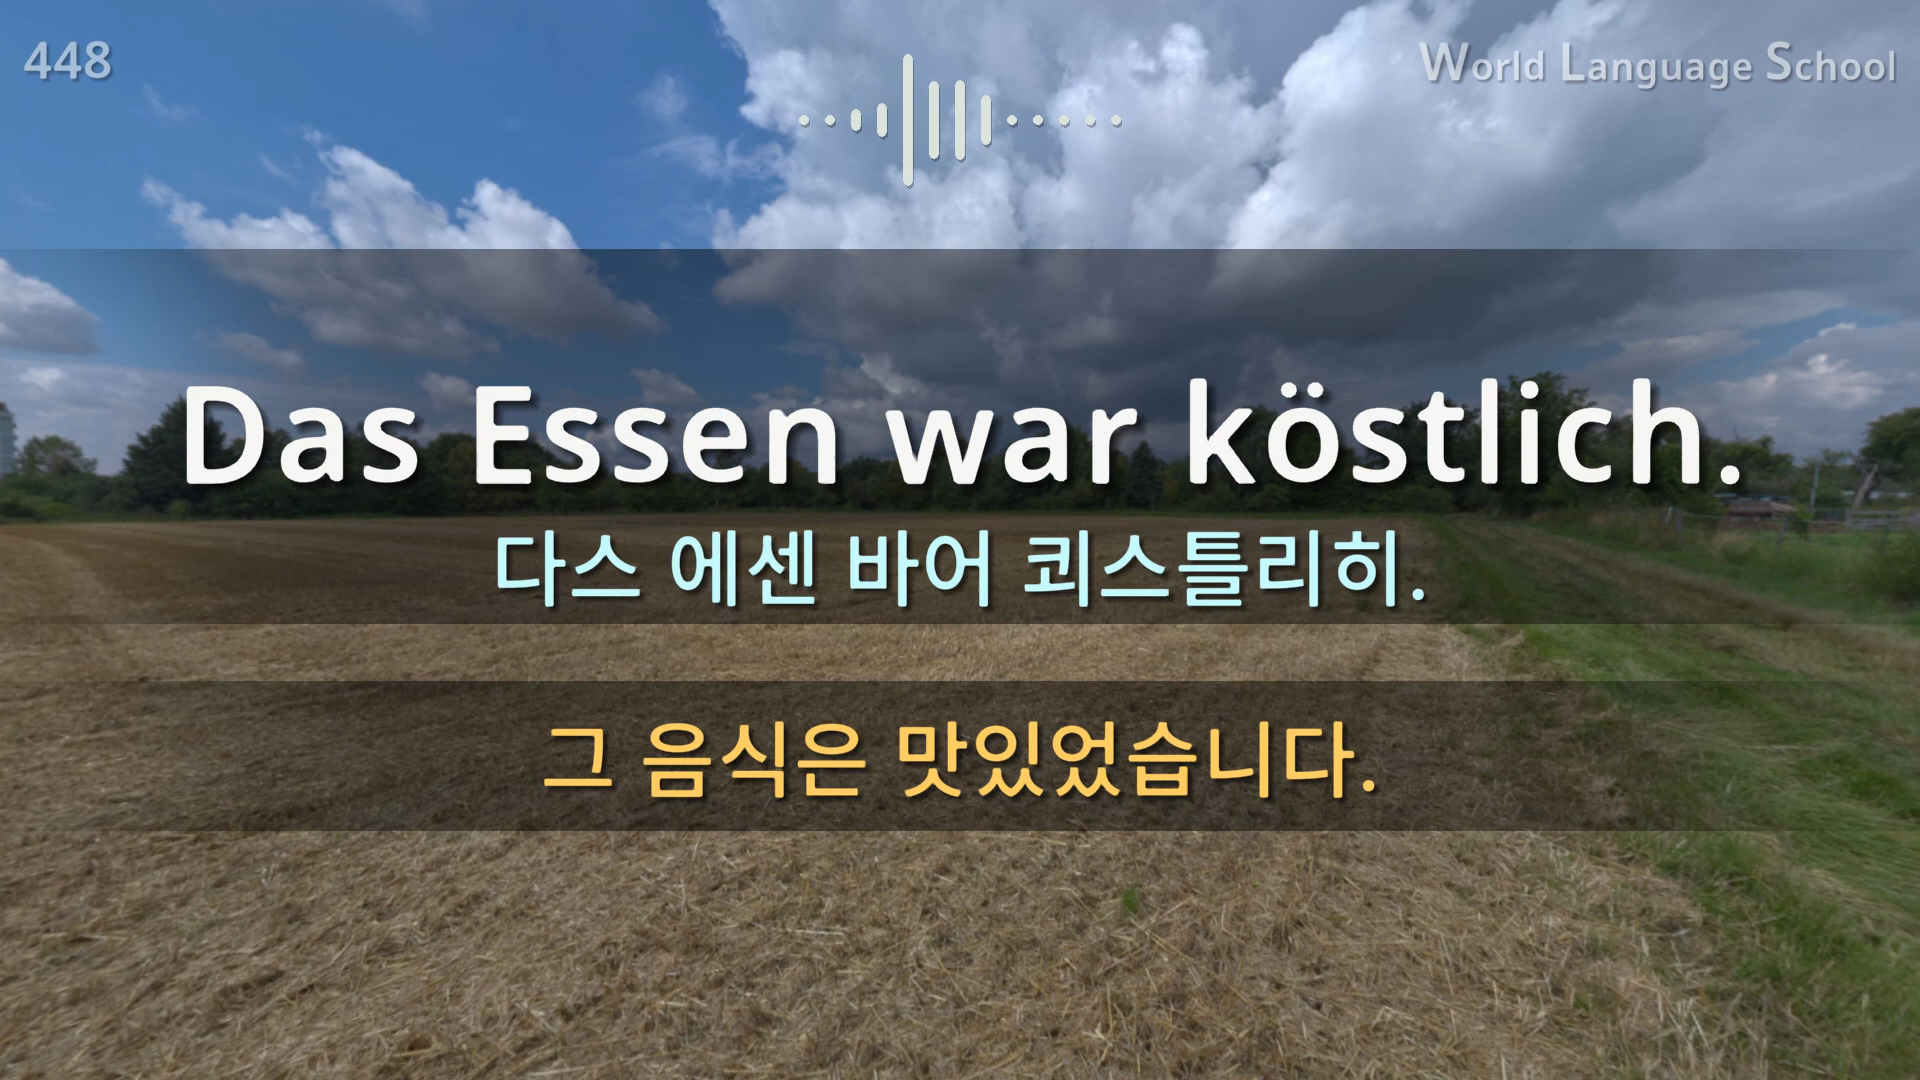 448
World Language School
Das Essen war köstlich.
다스 에센 바어 쾨스틀리히.
그 음식은 맛있었습니다.